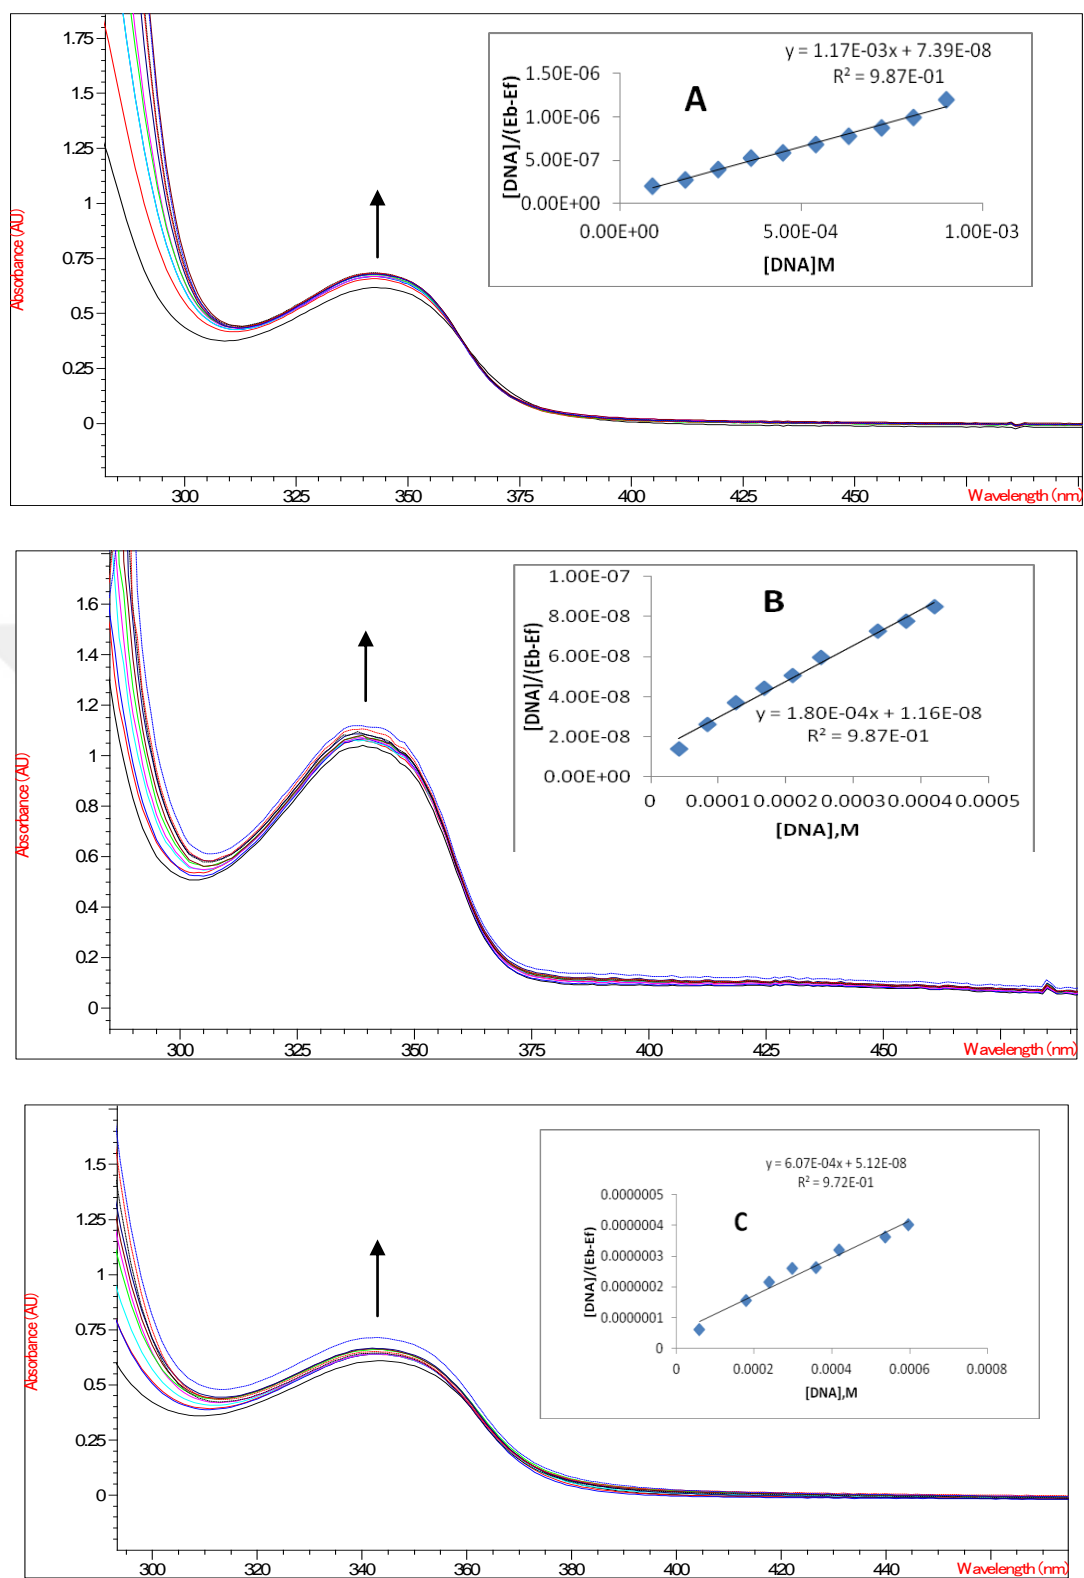 y = 1.17E-03x + 7.39E-08
R² = 9.87E-01
A
[DNA]/(Eb-Ef)
1.50E-06
1.00E-06
5.00E-07
0.00E+00
0.00E+00 5.00E-04 1.00E-03
[DNA]M
Absorbance (AU)
1.75
1.5
1.25
1
0.75
0.5
0.25
0
300 325 350 375 400 425 450 Wavelength (nm)
B
[DNA]/(Eb-Ef)
1.00E-07
8.00E-08
6.00E-08
4.00E-08
2.00E-08
0.00E+00
y = 1.80E-04x + 1.16E-08
R² = 9.87E-01
0 0.0001 0.0002 0.0003 0.0004 0.0005
[DNA],M
Absorbance (AU)
1.6
1.4
1.2
1
0.8
0.6
0.4
0.2
0
300 325 350 375 400 425 450 Wavelength (nm)
y = 6.07E-04x + 5.12E-08
R² = 9.72E-01
C
[DNA]/(Eb-Ef)
0.0000005
0.0000004
0.0000003
0.0000002
0.0000001
0
0 0.0002 0.0004 0.0006 0.0008
[DNA],M
Absorbance (AU)
1.5
1.25
1
0.75
0.5
0.25
0
300 320 340 360 380 400 420 440 Wavelength (nm)